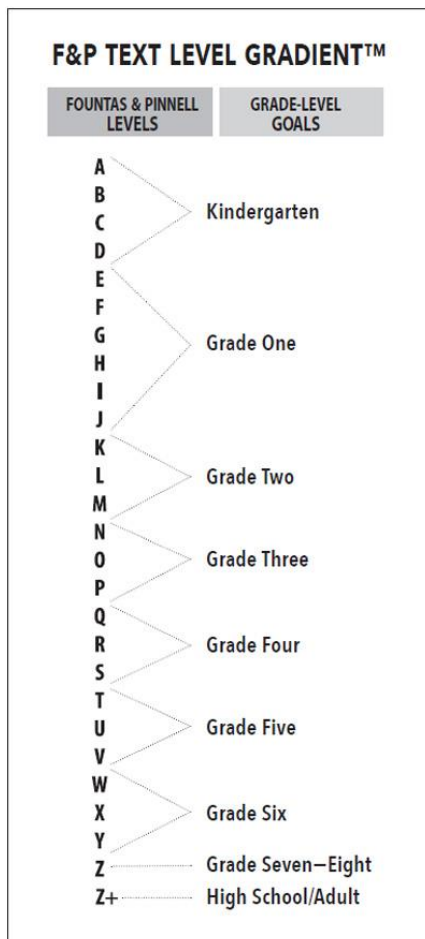 F&P TEXT LEVEL GRADIENT™
FOUNTAS & PINNELL
LEVELS
GRADE-LEVEL
GOALS
A
B
C
D
Kindergarten
E
F
G
H
I
J
Grade One
K
L
M
Grade Two
N
O
P
Grade Three
Q
R
S
Grade Four
T
U
V
Grade Five
W
X
Y
Grade Six
Z
Grade Seven—Eight
Z+
High School/Adult